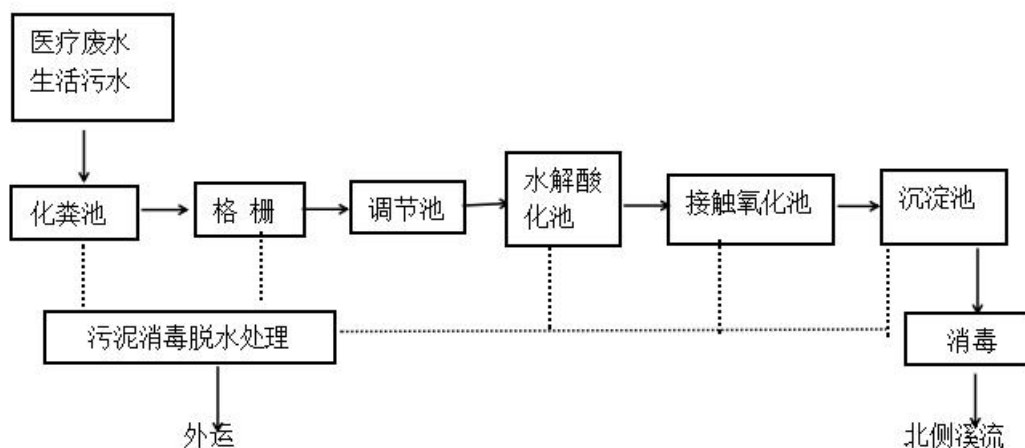 医疗废水
生活污水
化粪池
格 栅
调节池
水解酸
化池
接触氧化池
沉淀池
污泥消毒脱水处理
消毒
外运
北侧溪流